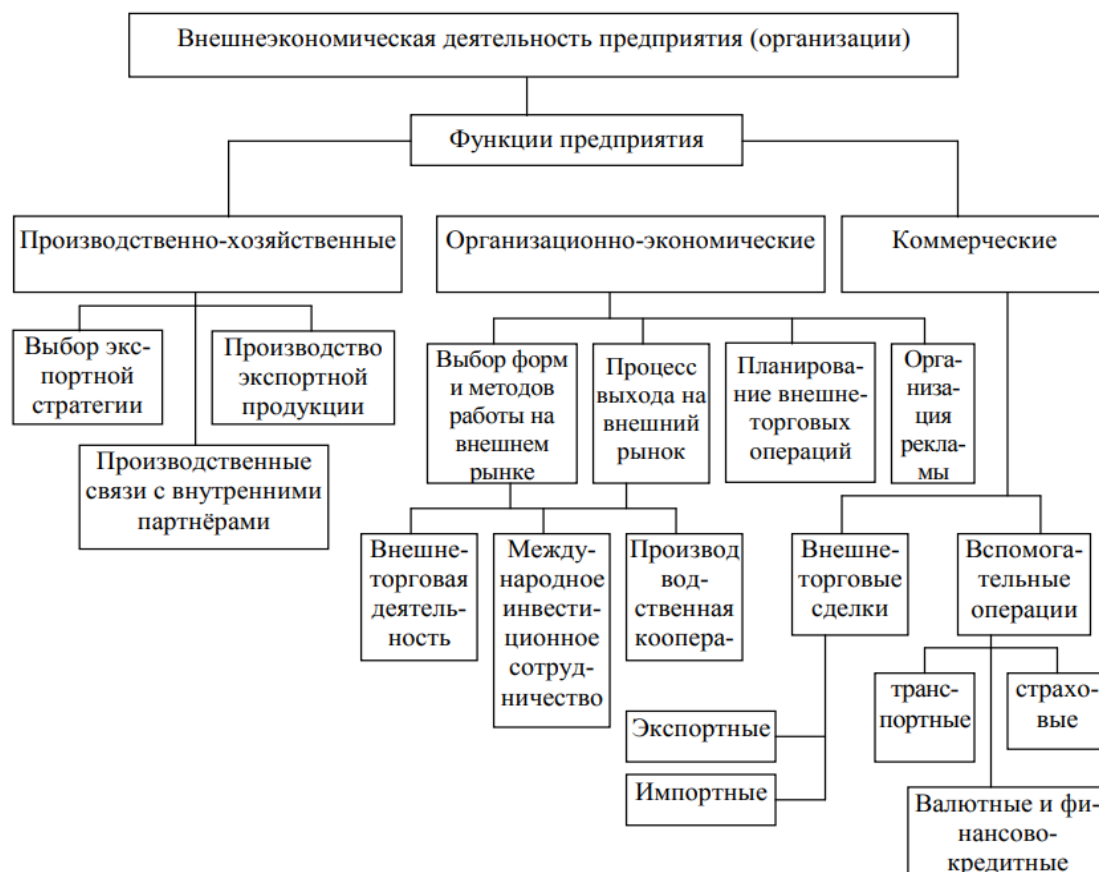 Внешнеэкономическая деятельность предприятия (организации)
Функции предприятия
Производственно-хозяйственные
Организационно-экономические
Коммерческие
Выбор экс-
портной
стратегии
Производство
экспортной
продукции
Производственные
связи с внутренними
партнёрами
Выбор форм
и методов
работы на
внешнем
рынке
Процесс
выхода на
внешний
рынок
Планирова-
ние внешне-
торговых
операций
Орга-
низа-
ция
рекла-
мы
Внешне-
торговая
деятель-
ность
Между-
народное
инвести-
ционное
сотруд-
ничество
Производ
вод-
ственная
коопера-
Внешне-
торговые
сделки
Вспомога-
тельные
операции
Экспортные
Импортные
транс-
портные
страхо-
вые
Валютные и фи-
нансово-
кредитные